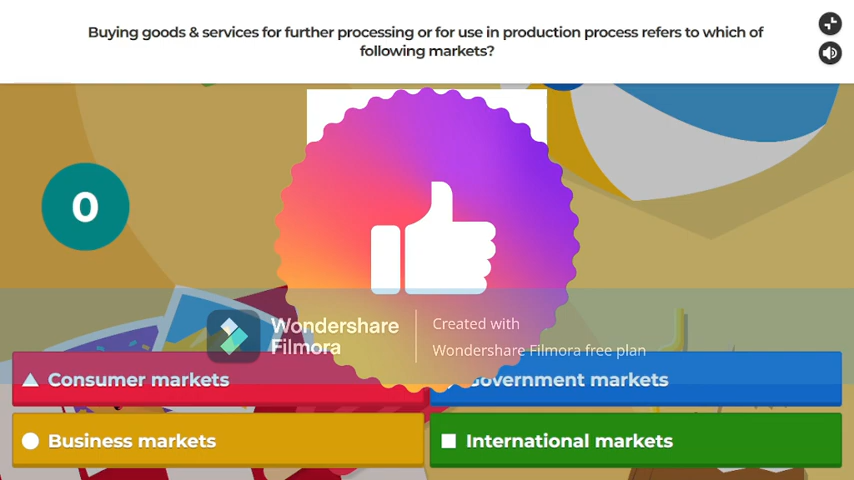 Buying goods & services for further processing or for use in production process refers to which of
following markets?
0
Wondershare
Filmora
Created with
Wondershare Filmora free plan
Consumer markets
Government markets
Business markets
International markets